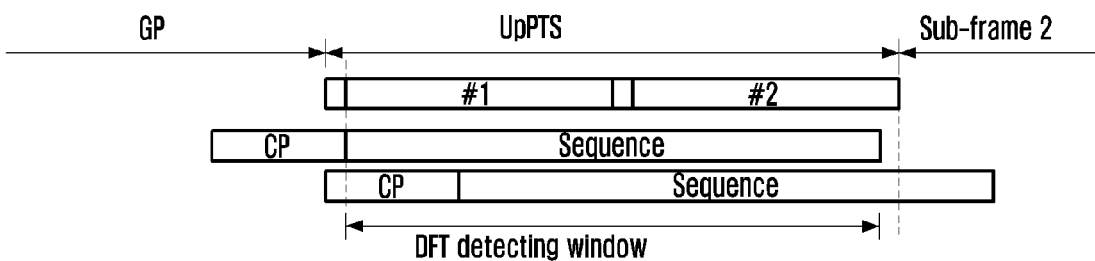 GP UpPTS Sub-frame 2
#1 #2
CP Sequence
CP Sequence
DFT detecting window